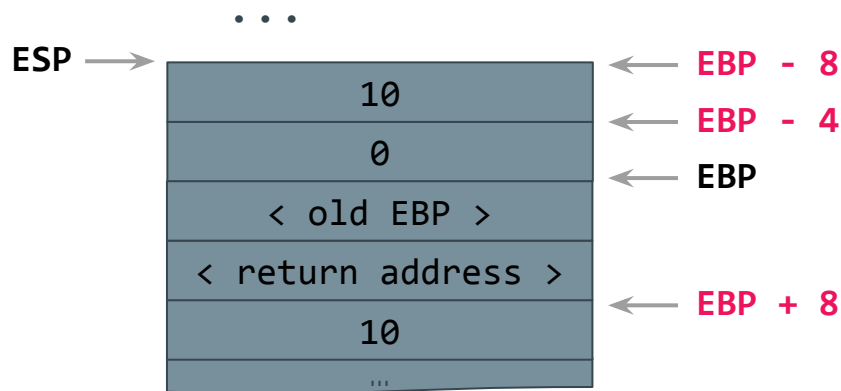 ...
ESP
EBP - 8
10
EBP - 4
0
EBP
< old EBP >
< return address >
EBP + 8
10
...